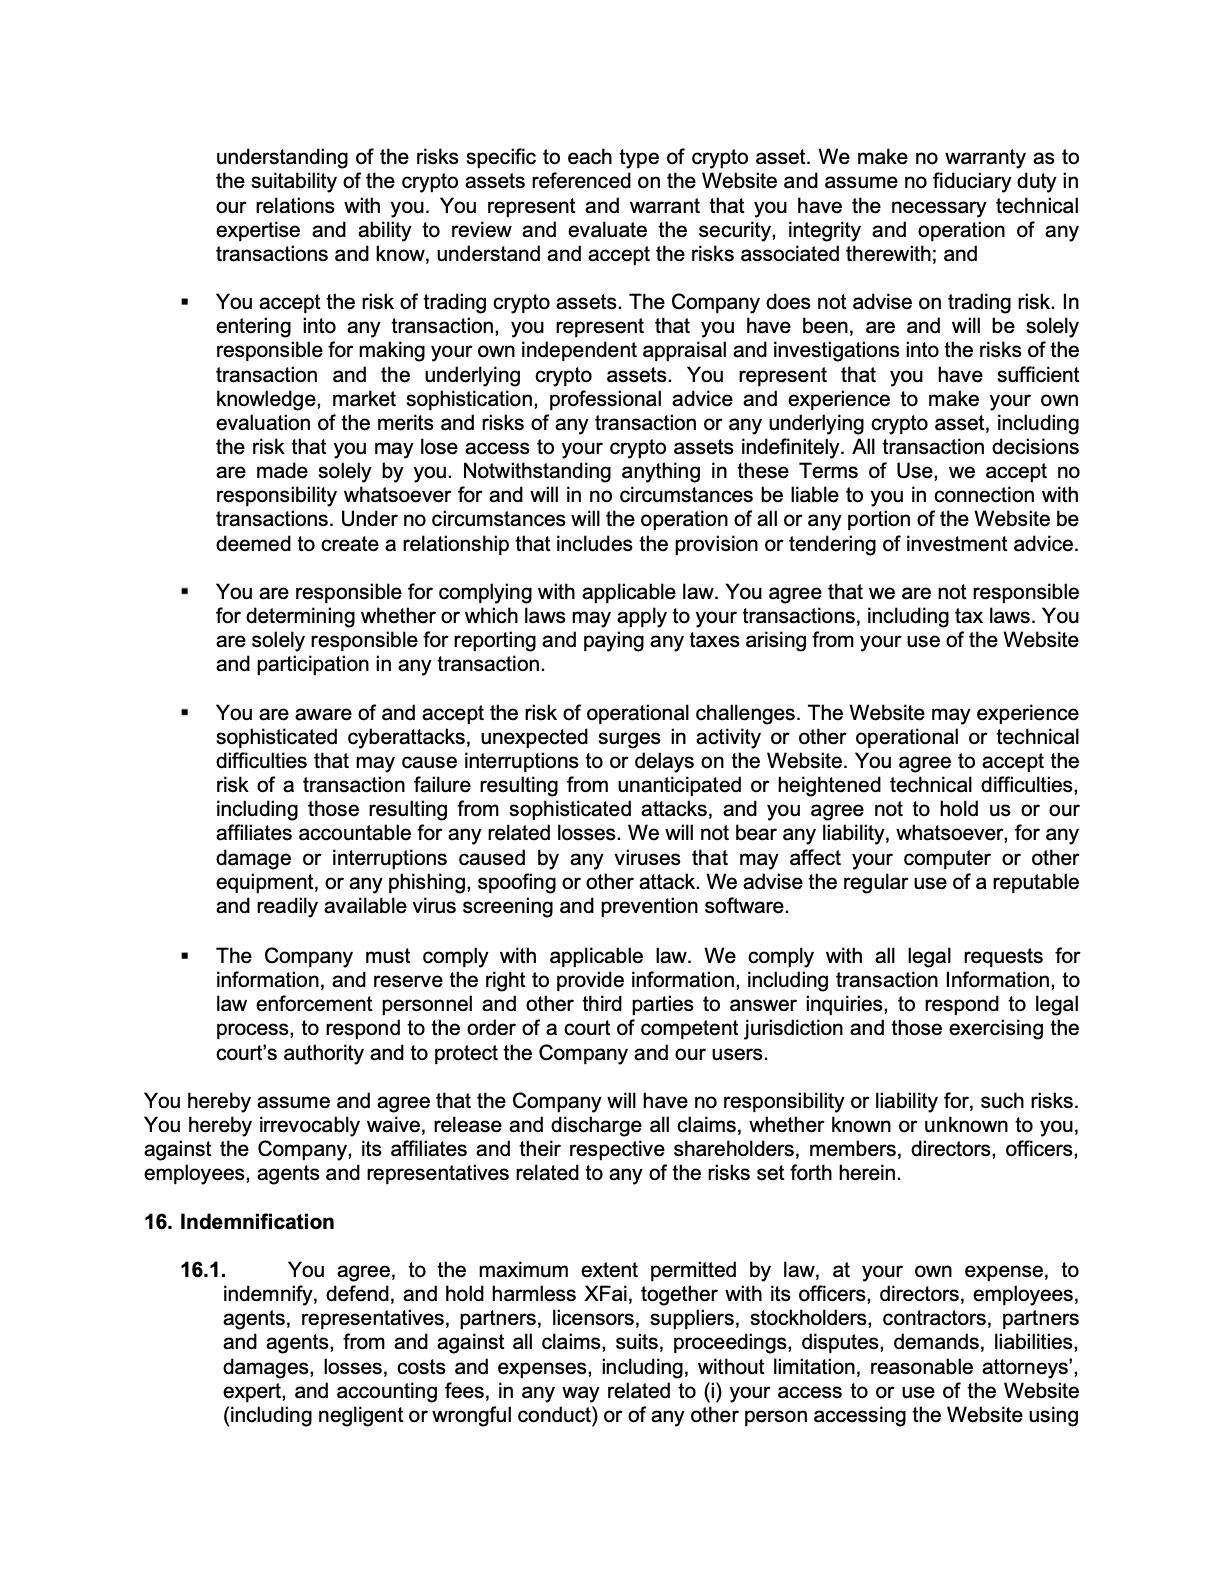 understanding of the risks specific to each type of crypto asset. We make no warranty as to
the suitability of the crypto assets referenced on the Website and assume no fiduciary duty in
our relations with you. You represent and warrant that you have the necessary technical
expertise and ability to review and evaluate the security, integrity and operation of any
transactions and know, understand and accept the risks associated therewith; and
▪ You accept the risk of trading crypto assets. The Company does not advise on trading risk. In
entering into any transaction, you represent that you have been, are and will be solely
responsible for making your own independent appraisal and investigations into the risks of the
transaction and the underlying crypto assets. You represent that you have sufficient
knowledge, market sophistication, professional advice and experience to make your own
evaluation of the merits and risks of any transaction or any underlying crypto asset, including
the risk that you may lose access to your crypto assets indefinitely. All transaction decisions
are made solely by you. Notwithstanding anything in these Terms of Use, we accept no
responsibility whatsoever for and will in no circumstances be liable to you in connection with
transactions. Under no circumstances will the operation of all or any portion of the Website be
deemed to create a relationship that includes the provision or tendering of investment advice.
▪ You are responsible for complying with applicable law. You agree that we are not responsible
for determining whether or which laws may apply to your transactions, including tax laws. You
are solely responsible for reporting and paying any taxes arising from your use of the Website
and participation in any transaction.
▪ You are aware of and accept the risk of operational challenges. The Website may experience
sophisticated cyberattacks, unexpected surges in activity or other operational or technical
difficulties that may cause interruptions to or delays on the Website. You agree to accept the
risk of a transaction failure resulting from unanticipated or heightened technical difficulties,
including those resulting from sophisticated attacks, and you agree not to hold us or our
affiliates accountable for any related losses. We will not bear any liability, whatsoever, for any
damage or interruptions caused by any viruses that may affect your computer or other
equipment, or any phishing, spoofing or other attack. We advise the regular use of a reputable
and readily available virus screening and prevention software.
▪ The Company must comply with applicable law. We comply with all legal requests for
information, and reserve the right to provide information, including transaction Information, to
law enforcement personnel and other third parties to answer inquiries, to respond to legal
process, to respond to the order of a court of competent jurisdiction and those exercising the
court’s authority and to protect the Company and our users.
You hereby assume and agree that the Company will have no responsibility or liability for, such risks.
You hereby irrevocably waive, release and discharge all claims, whether known or unknown to you,
against the Company, its affiliates and their respective shareholders, members, directors, officers,
employees, agents and representatives related to any of the risks set forth herein.
16. Indemnification
16.1. You agree, to the maximum extent permitted by law, at your own expense, to
indemnify, defend, and hold harmless XFai, together with its officers, directors, employees,
agents, representatives, partners, licensors, suppliers, stockholders, contractors, partners
and agents, from and against all claims, suits, proceedings, disputes, demands, liabilities,
damages, losses, costs and expenses, including, without limitation, reasonable attorneys’,
expert, and accounting fees, in any way related to (i) your access to or use of the Website
(including negligent or wrongful conduct) or of any other person accessing the Website using